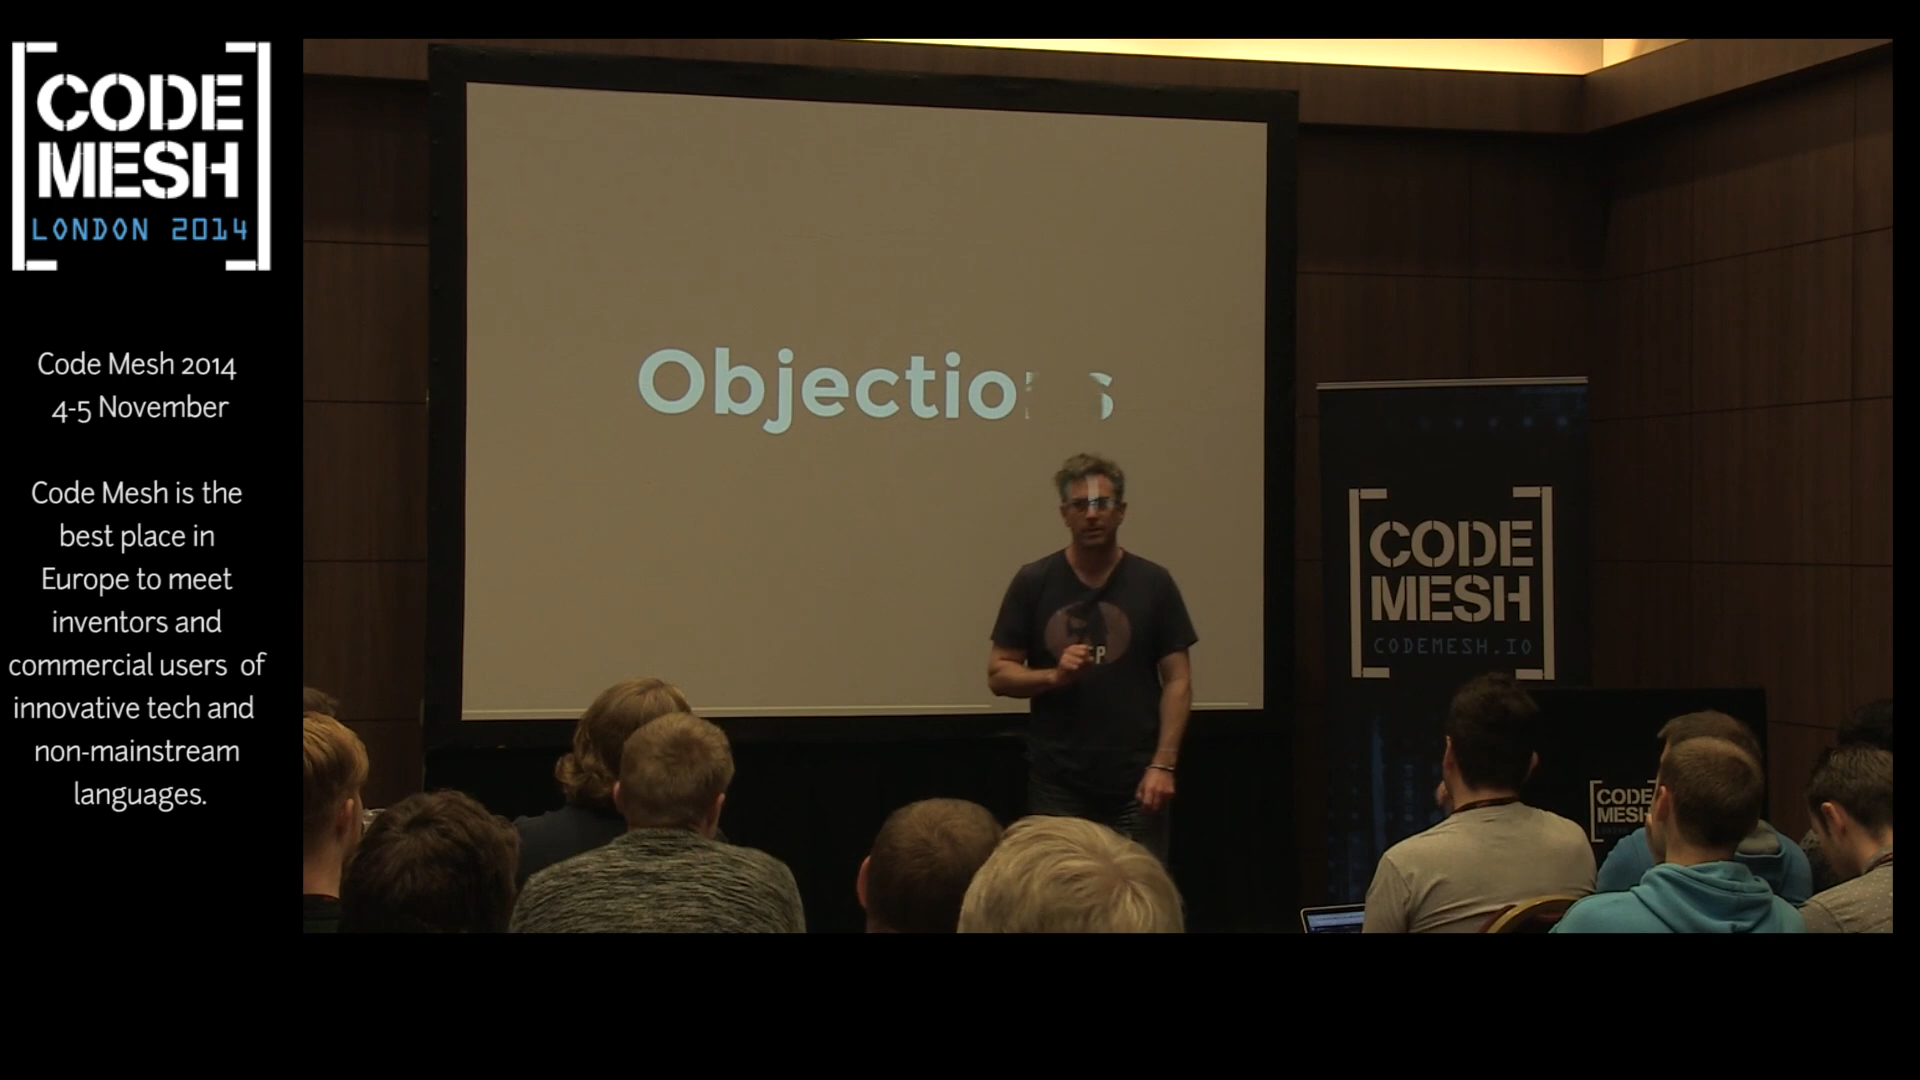 CODE
MESH
LONDON 2014
Code Mesh 2014
4-5 November
Code Mesh is the
best place in
Europe to meet
inventors and
commercial users of
innovative tech and
non-mainstream
languages.
Objections
CODE
MESH
CODEMESH.IO
CODE
MESH